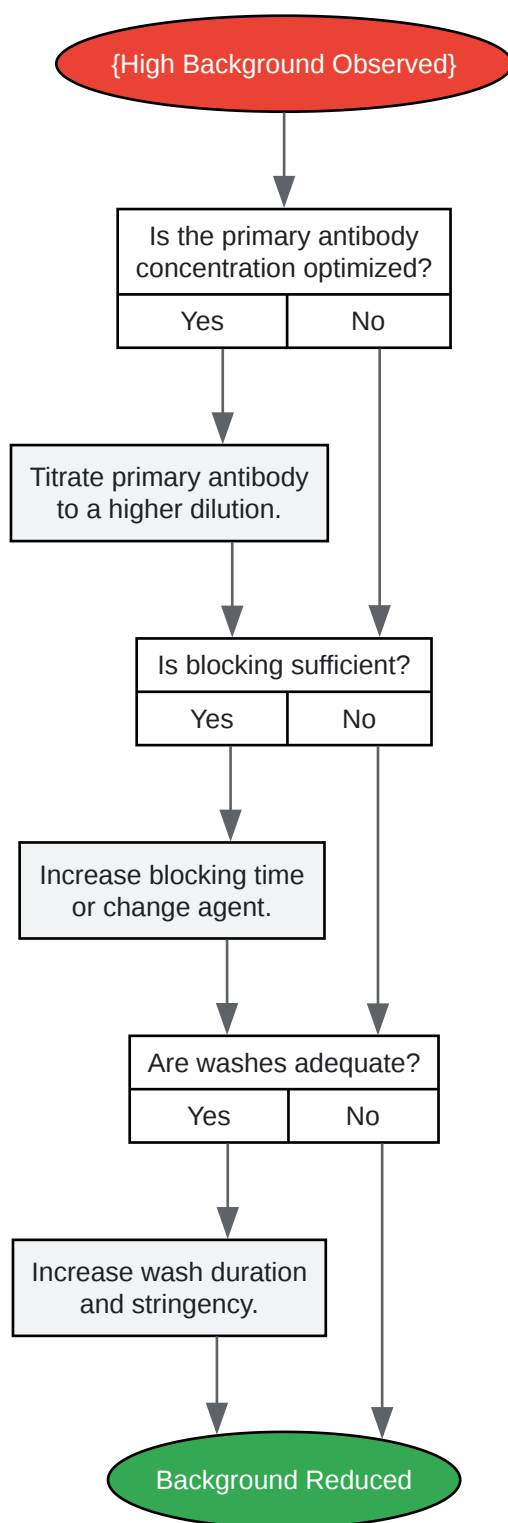 {High Background Observed}
Is the primary antibody
concentration optimized?
Yes
No
Titrate primary antibody
to a higher dilution.
Is blocking sufficient?
Yes
No
Increase blocking time
or change agent.
Are washes adequate?
Yes
No
Increase wash duration
and stringency.
Background Reduced